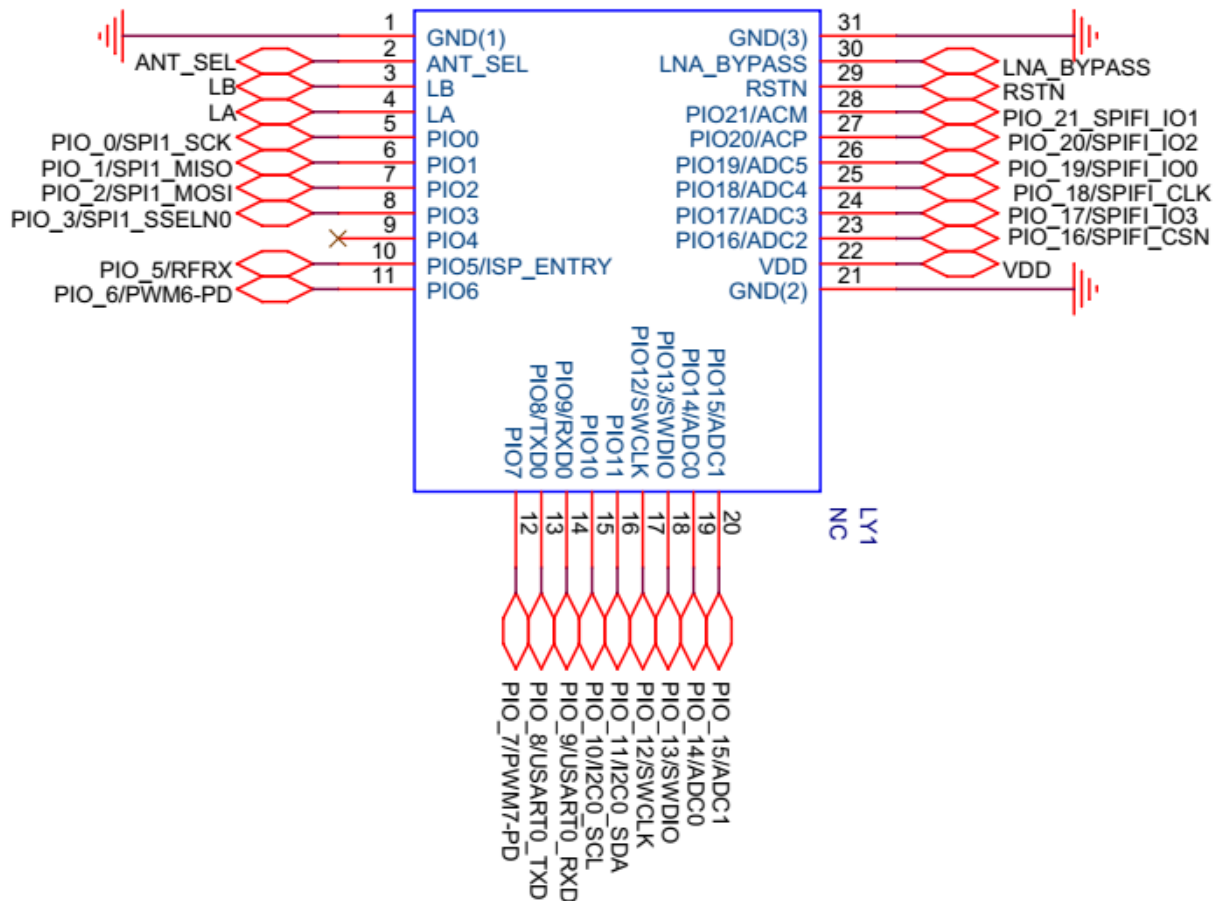 1
GND(1)
2
ANT_SEL
ANT_SEL
3
LB
LB
4
LA
LA
5
PIO_0/SPI1_SCK
PIO0
6
PIO_1/SPI1_MISO
PIO1
7
PIO_2/SPI1_MOSI
PIO2
8
PIO_3/SPI1_SSELN0
PIO3
9
PIO4
10
PIO_5/RFRX
PIO5/ISP_ENTRY
11
PIO_6/PWM6-PD
PIO6
31
GND(3)
30
LNA_BYPASS
LNA_BYPASS
29
RSTN
RSTN
28
PIO21/ACM
PIO_21_SPIFI_IO1
27
PIO20/ACP
PIO_20/SPIFI_IO2
26
PIO19/ADC5
PIO_19/SPIFI_IO0
25
PIO18/ADC4
PIO_18/SPIFI_CLK
24
PIO17/ADC3
PIO_17/SPIFI_IO3
23
PIO16/ADC2
PIO_16/SPIFI_CSN
22
VDD
VDD
21
GND(2)
PIO7
12
PIO_7/PWM7-PD
PIO8/TXD0
13
PIO_8/USART0_TXD
PIO9/RXD0
14
PIO_9/USART0_RXD
PIO10
15
PIO_10/I2C0_SCL
PIO11
16
PIO_11/I2C0_SDA
PIO12/SWCLK
17
PIO_12/SWCLK
PIO13/SWDIO
18
PIO_13/SWDIO
PIO14/ADC0
19
PIO_14/ADC0
PIO15/ADC1
20
PIO_15/ADC1
LY1
NC